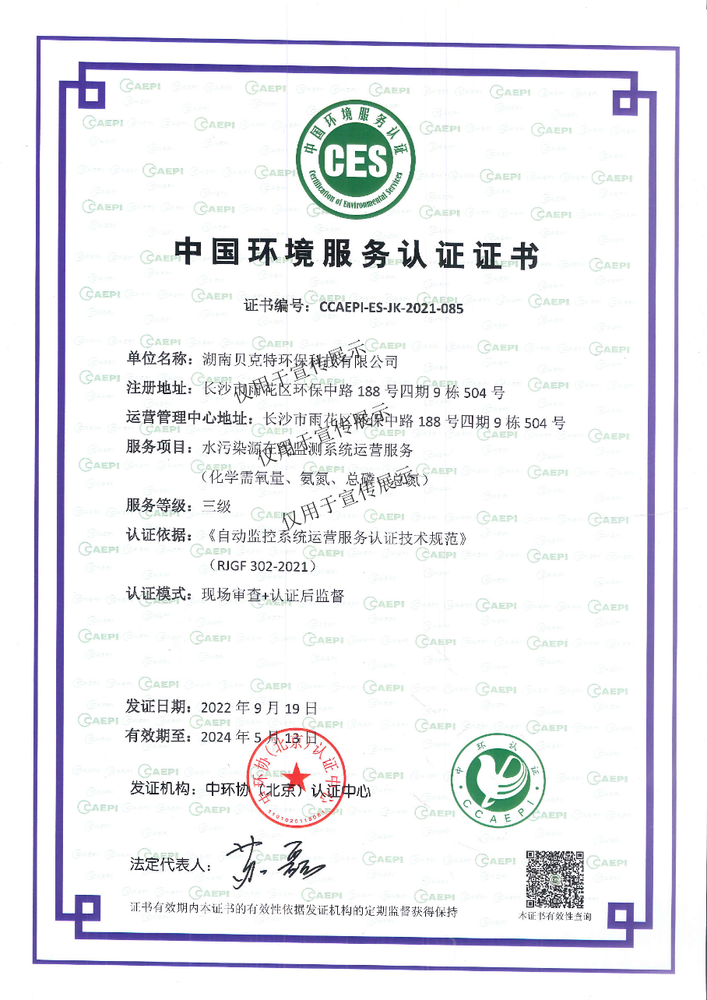 中国环境服务认证
CES
Certification of Environmental Services
中国环境服务认证证书
证书编号：CCAEPI-ES-JK-2021-085
单位名称：湖南贝克特环保科技有限公司
注册地址：长沙市雨花区环保中路 188 号四期 9 栋 504 号
运营管理中心地址：长沙市雨花区环保中路 188 号四期 9 栋 504 号
服务项目：水污染源在线监测系统运营服务
（化学需氧量、氨氮、总磷、总氮）
服务等级：三级
认证依据：《自动监控系统运营服务认证技术规范》
（RJGF 302-2021）
认证模式：现场审查+认证后监督
仅用于宣传展示
仅用于宣传展示
仅用于宣传展示
发证日期：2022 年 9 月 19 日
有效期至：2024 年 5 月 13 日
发证机构：中环协（北京）认证中心
中环协（北京）认证中心
中环认证
CCAEPI
法定代表人：苏磊
证书有效期内本证书的有效性依据发证机构的定期监督获得保持
本证书有效性查询
CAEPI